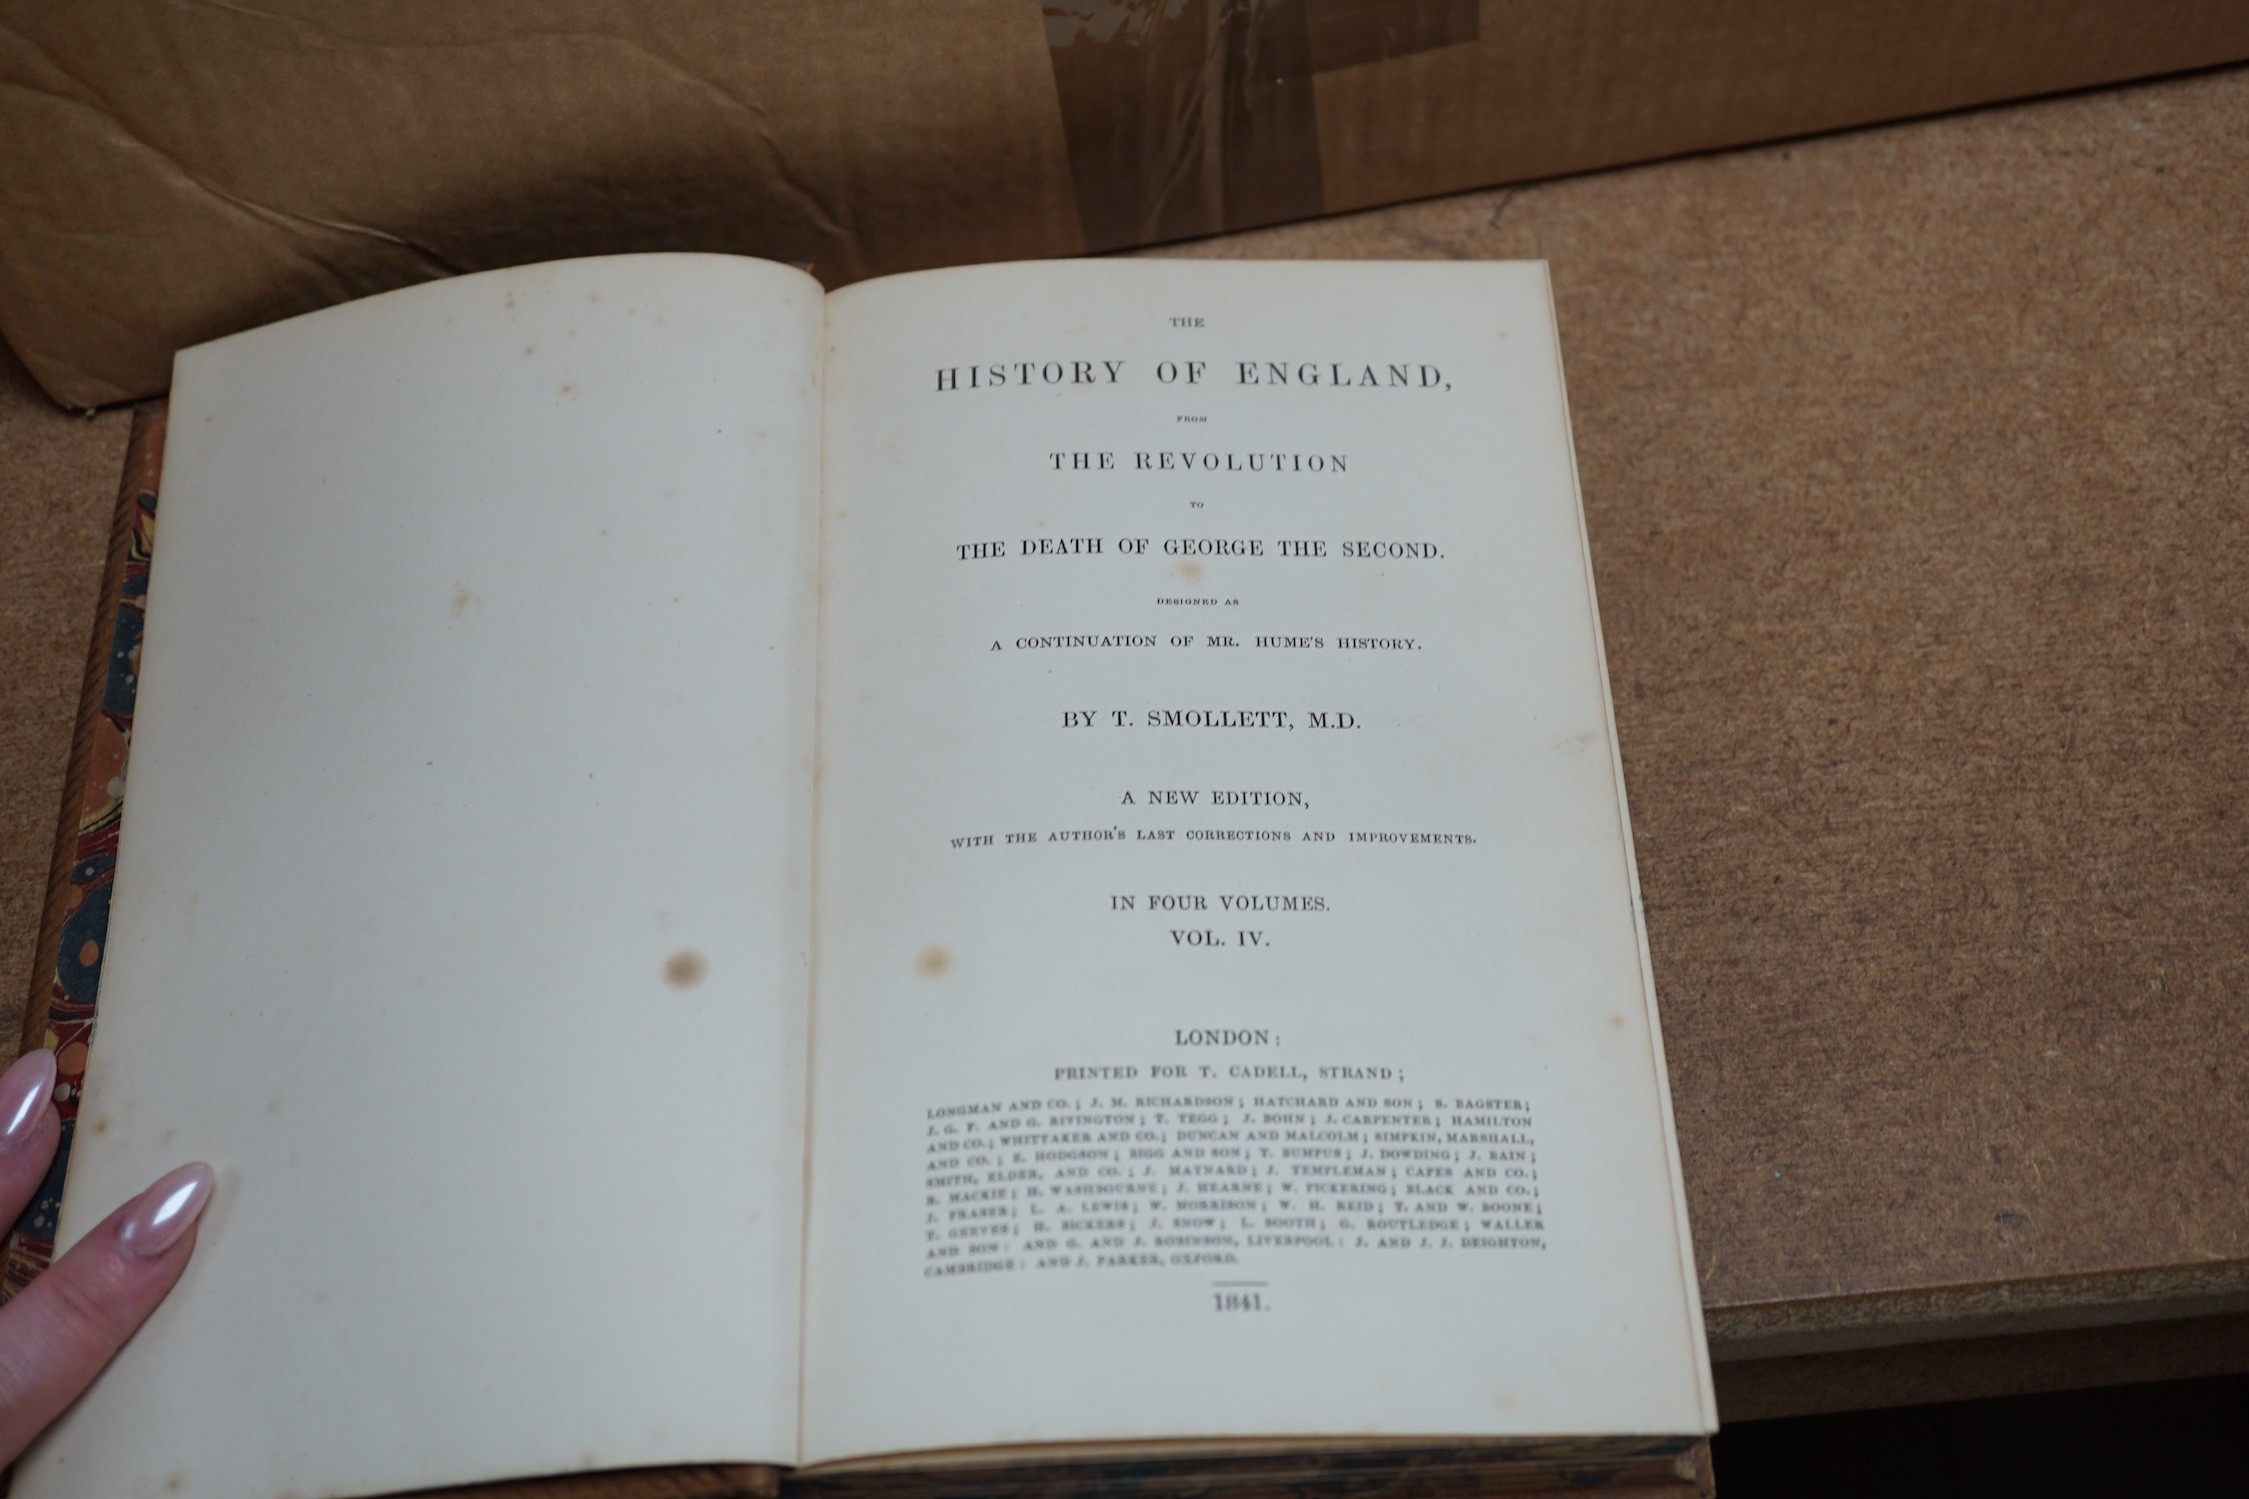 THE
HISTORY OF ENGLAND,
FROM
THE REVOLUTION
TO
THE DEATH OF GEORGE THE SECOND.
DESIGNED AS
A CONTINUATION OF MR. HUME'S HISTORY.
BY T. SMOLLETT, M.D.
A NEW EDITION,
WITH THE AUTHOR'S LAST CORRECTIONS AND IMPROVEMENTS.
IN FOUR VOLUMES.
VOL. IV.
LONDON:
PRINTED FOR T. CADELL, STRAND;
LONGMAN AND CO.; J. M. RICHARDSON; HATCHARD AND SON; S. BAGSTER;
J. G. F. AND G. RIVINGTON; T. TEGG; J. BOHN; J. CARPENTER; HAMILTON
AND CO.; WHITTAKER AND CO.; DUNCAN AND MALCOLM; SIMPKIN, MARSHALL,
AND CO.; E. HODGSON; BIGG AND SON; T. BUMPUS; J. DOWDING; J. BAIN;
SMITH, ELDER, AND CO.; J. MAYNARD; J. TEMPLEMAN; CAPES AND CO.;
R. MACKIE; H. WASHBOURNE; J. HEARNE; W. PICKERING; BLACK AND CO.;
J. FRASER; L. A. LEWIS; W. MORRISON; W. H. REID; T. AND W. BOONE;
T. GEEVES; H. BICKERS; J. SNOW; L. BOOTH; G. ROUTLEDGE; WALLER
AND SON: AND G. AND J. ROBINSON, LIVERPOOL: J. AND J. J. DEIGHTON,
CAMBRIDGE: AND J. PARKER, OXFORD.
1841.